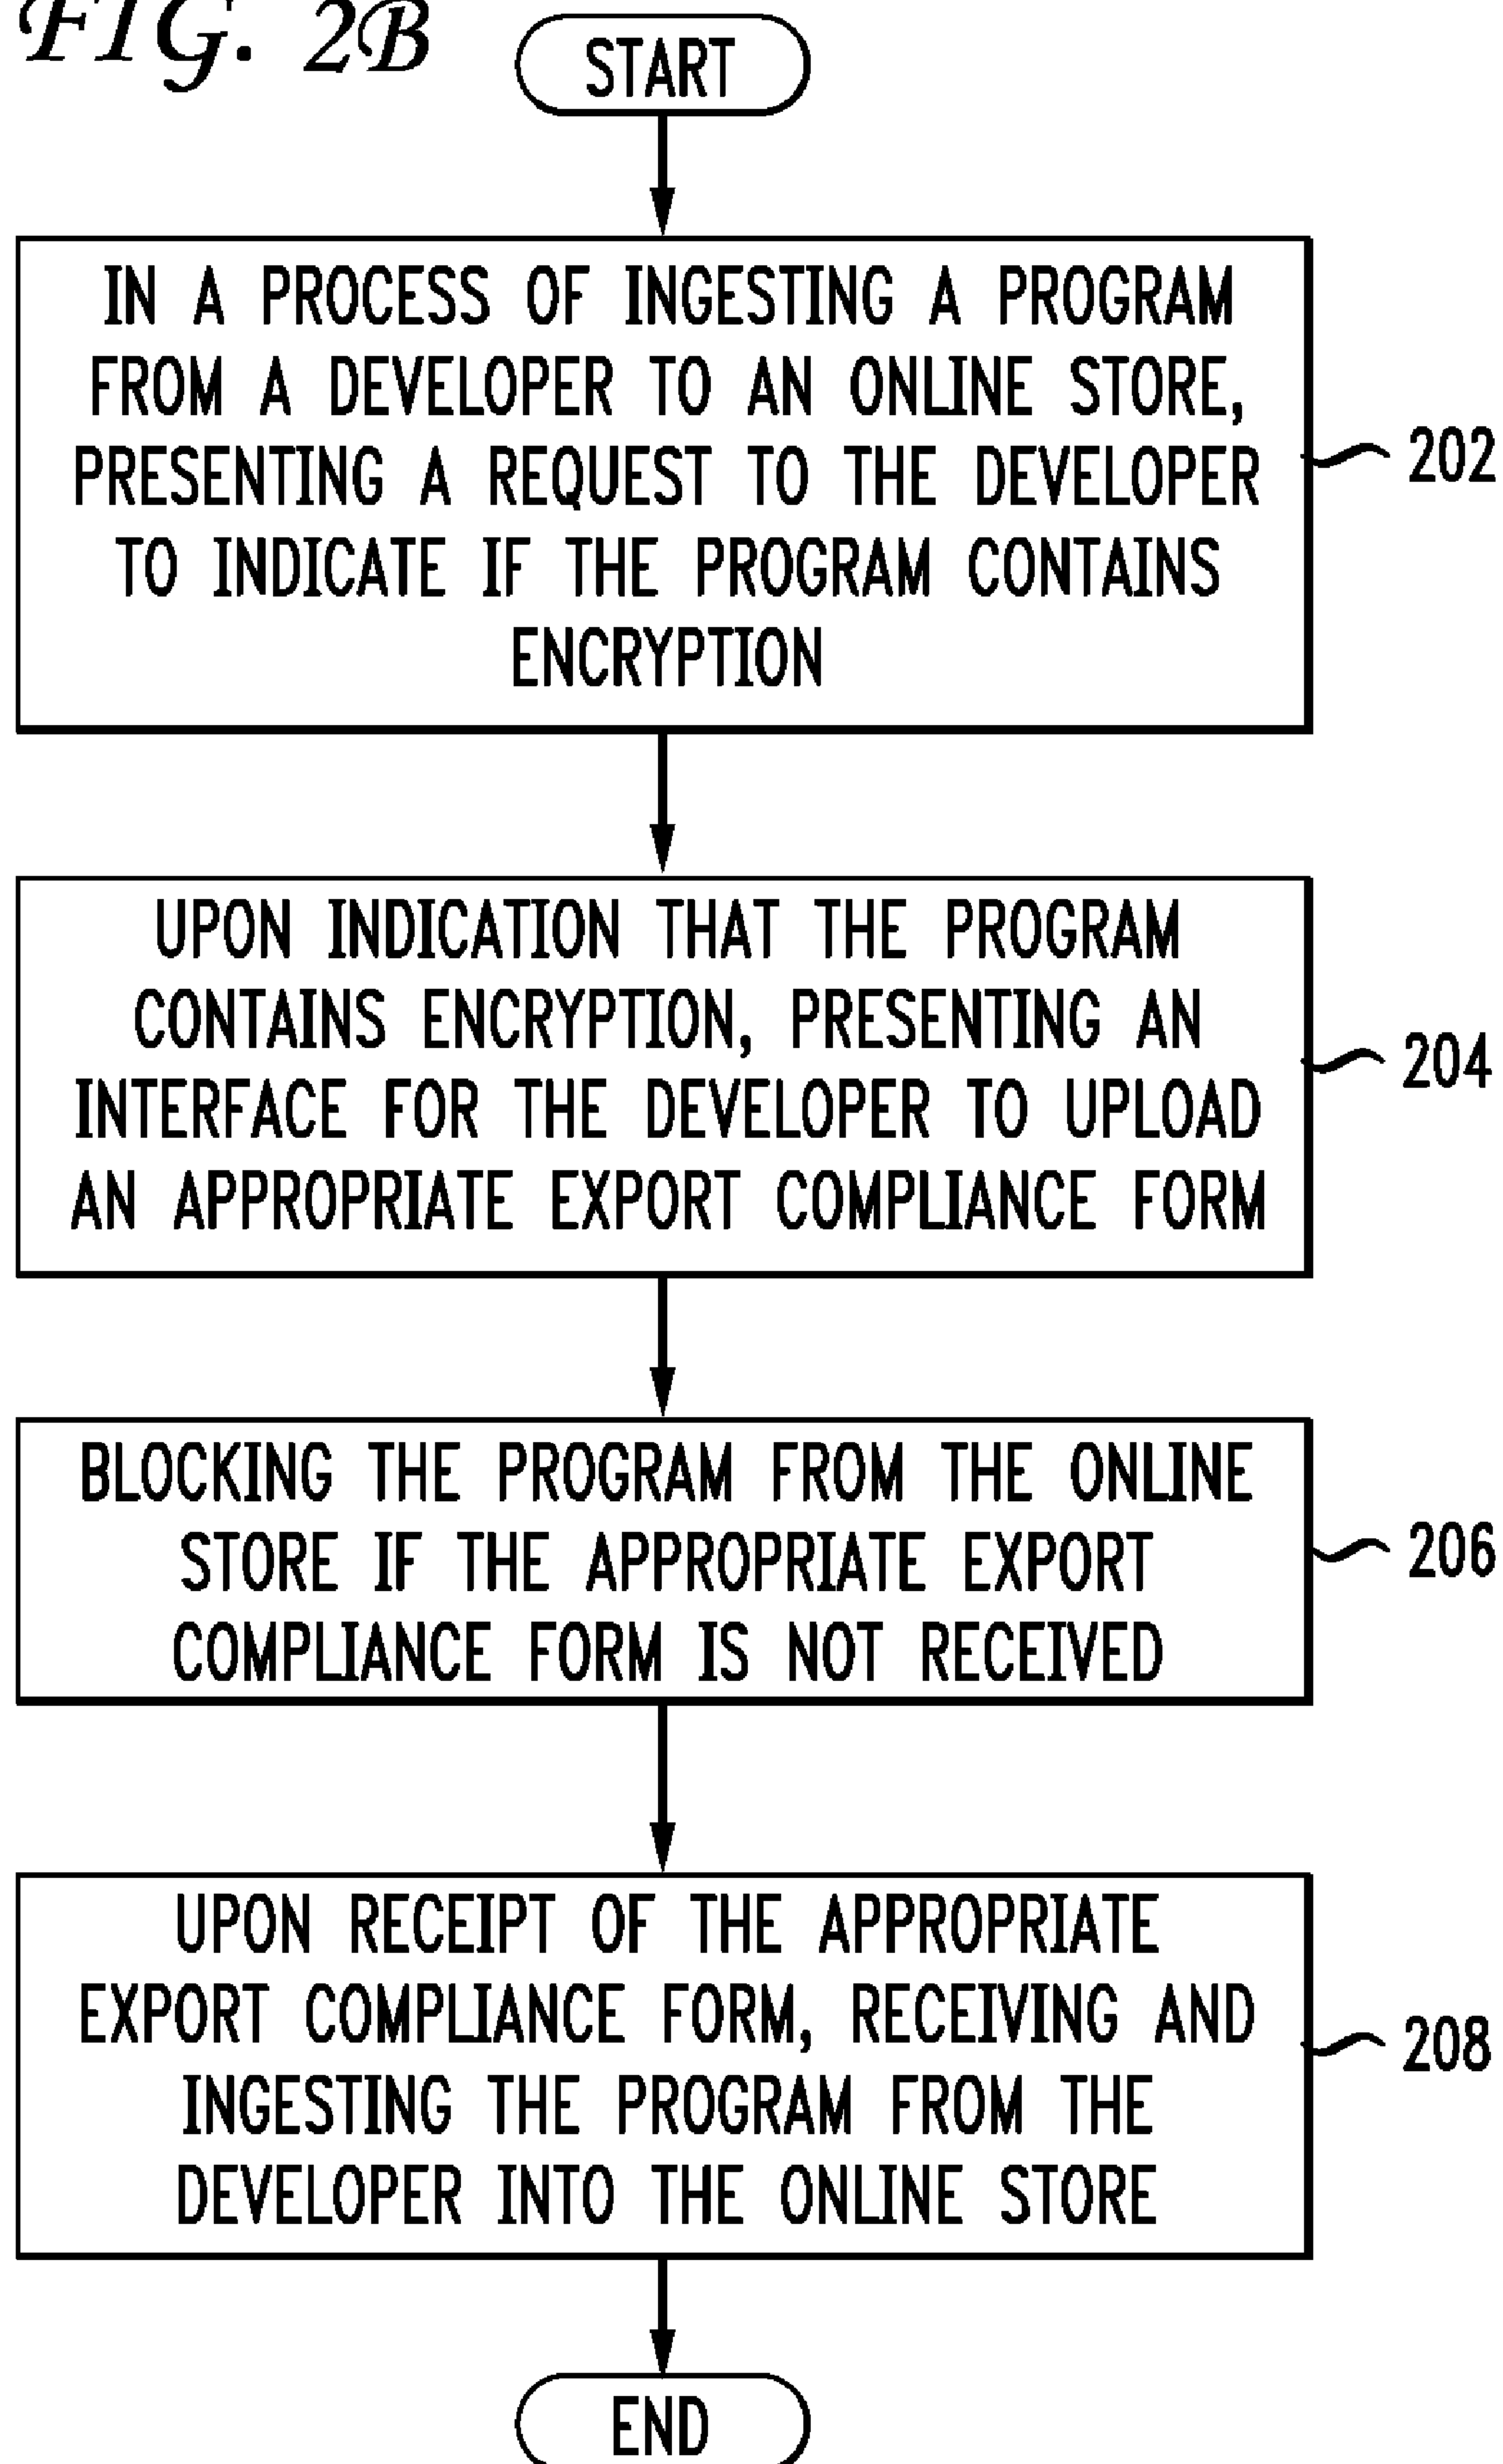 FIG. 2B
START
IN A PROCESS OF INGESTING A PROGRAM
FROM A DEVELOPER TO AN ONLINE STORE,
PRESENTING A REQUEST TO THE DEVELOPER
TO INDICATE IF THE PROGRAM CONTAINS
ENCRYPTION
202
UPON INDICATION THAT THE PROGRAM
CONTAINS ENCRYPTION, PRESENTING AN
INTERFACE FOR THE DEVELOPER TO UPLOAD
AN APPROPRIATE EXPORT COMPLIANCE FORM
204
BLOCKING THE PROGRAM FROM THE ONLINE
STORE IF THE APPROPRIATE EXPORT
COMPLIANCE FORM IS NOT RECEIVED
206
UPON RECEIPT OF THE APPROPRIATE
EXPORT COMPLIANCE FORM, RECEIVING AND
INGESTING THE PROGRAM FROM THE
DEVELOPER INTO THE ONLINE STORE
208
END